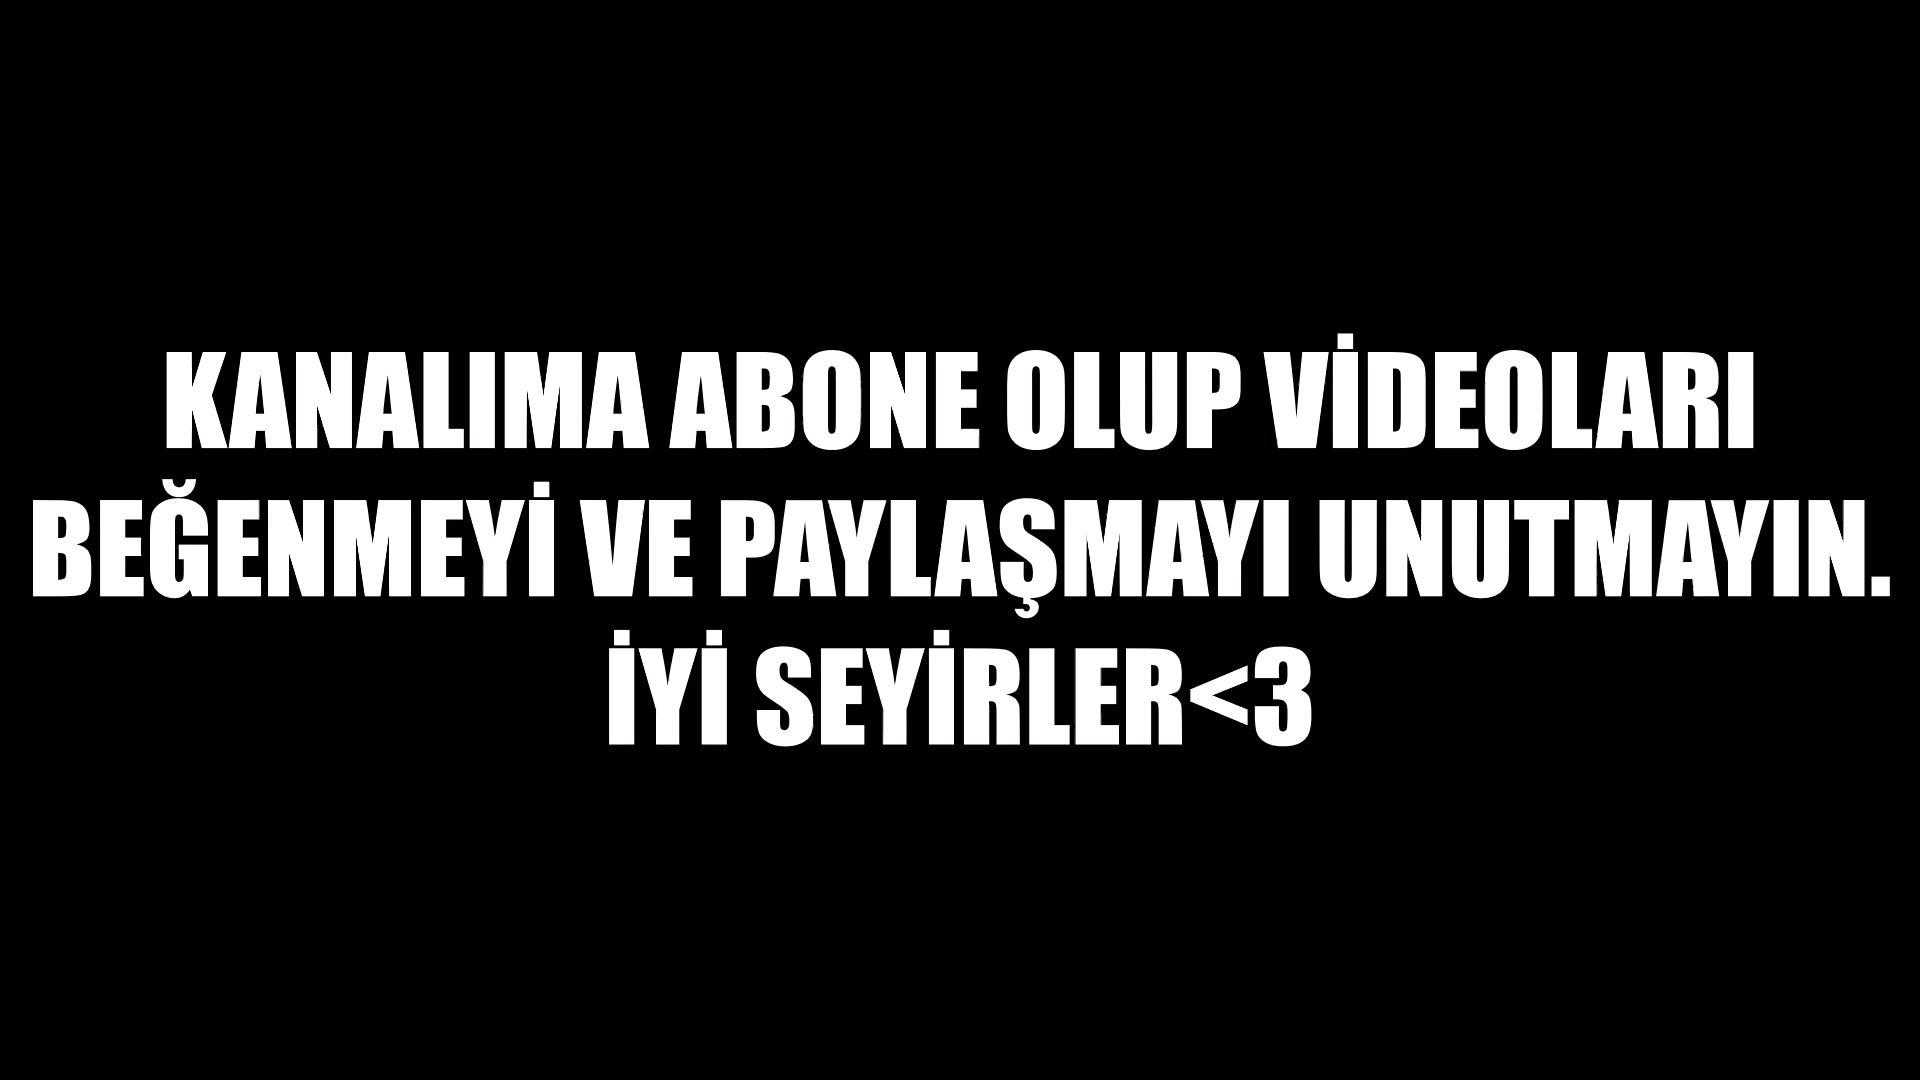 KANALIMA ABONE OLUP VİDEOLARI
BEĞENMEYİ VE PAYLAŞMAYI UNUTMAYIN.
İYİ SEYİRLER<3